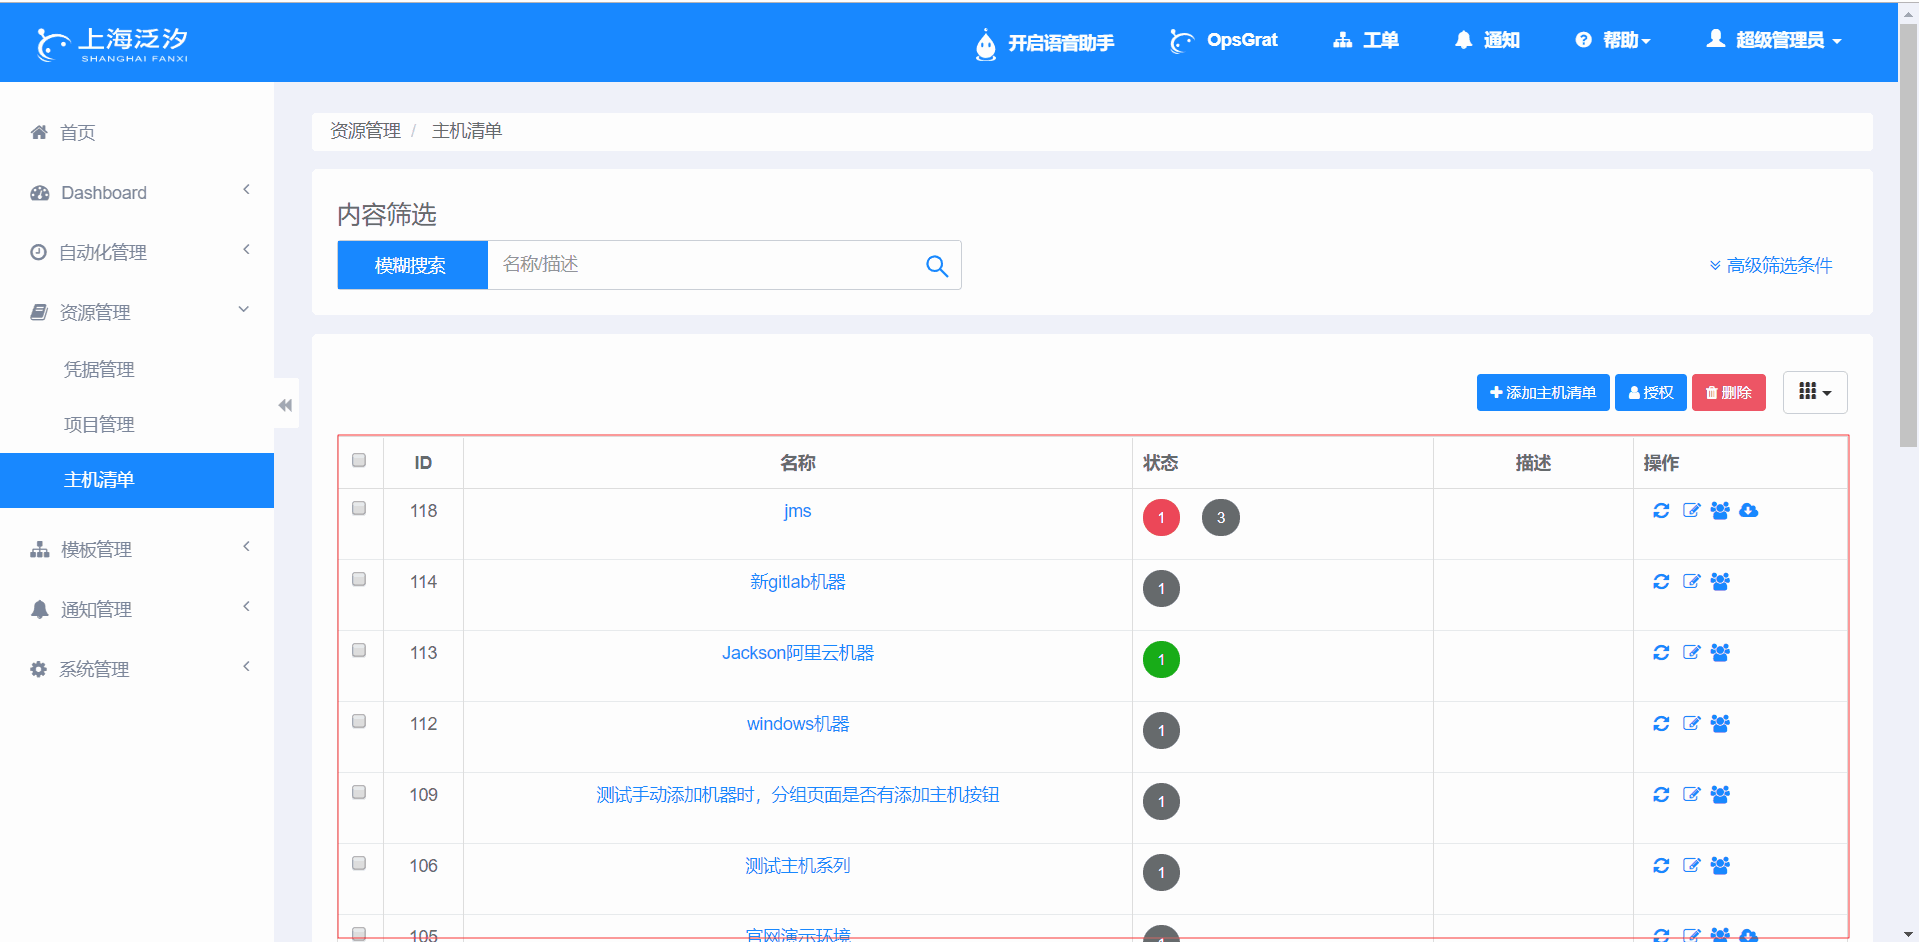 上海泛汐
SHANGHAI FANXI
开启语音助手
OpsGrat
工单
通知
帮助
超级管理员
首页
Dashboard
自动化管理
资源管理
凭据管理
项目管理
主机清单
模板管理
通知管理
系统管理
资源管理 / 主机清单
内容筛选
模糊搜索 名称/描述
高级筛选条件
添加主机清单 授权 删除
ID 名称 状态 描述 操作
118 jms 1 3
114 新gitlab机器 1
113 Jackson阿里云机器 1
112 windows机器 1
109 测试手动添加机器时，分组页面是否有添加主机按钮 1
106 测试主机系列 1
105 官网演示环境 1